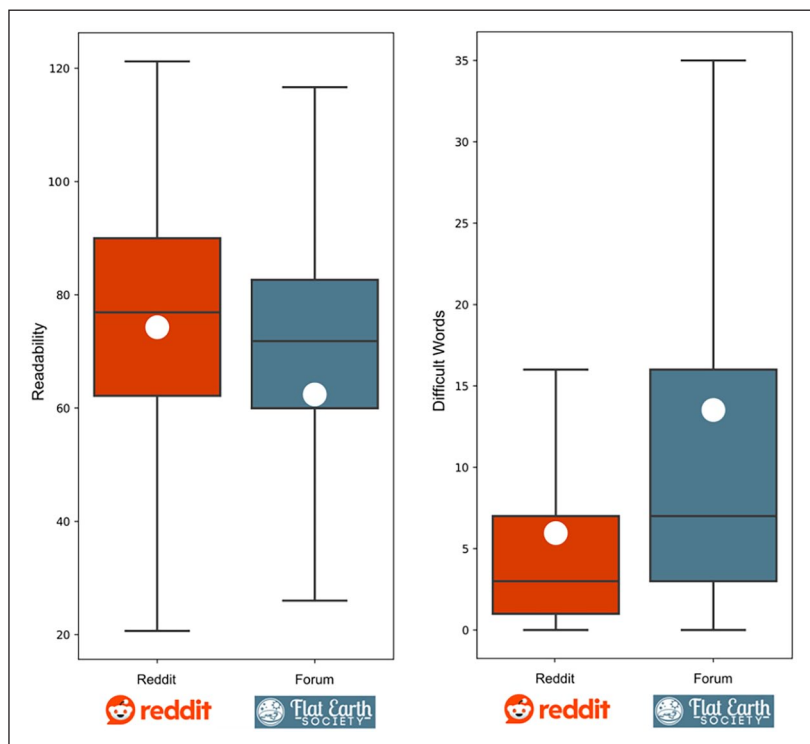 Readability
120
100
80
60
40
20
Reddit
Forum
reddit
Flat Earth
SOCIETY
Difficult Words
35
30
25
20
15
10
5
0
Reddit
Forum
reddit
Flat Earth
SOCIETY